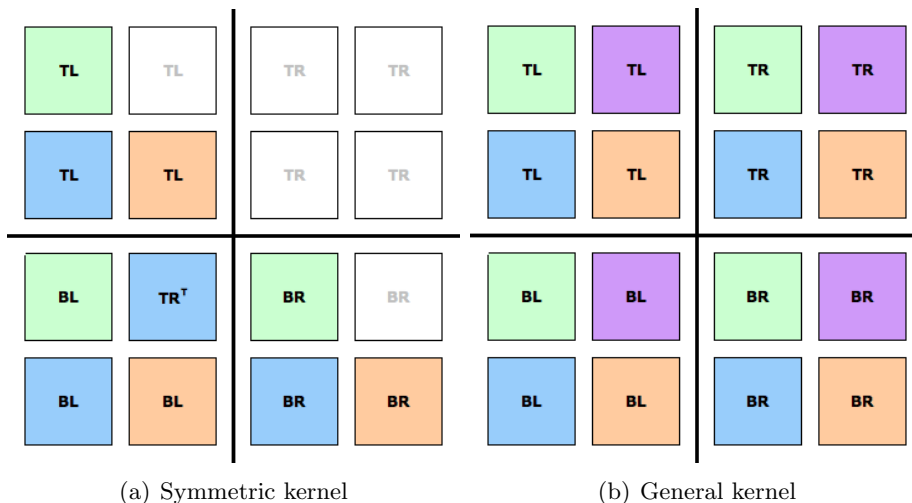 TL TL TR TR TL TL TR TR
TL TL TR TR TL TL TR TR
BL TRᵀ BR BR BL BL BR BR
BL BL BR BR BL BL BR BR
(a) Symmetric kernel (b) General kernel